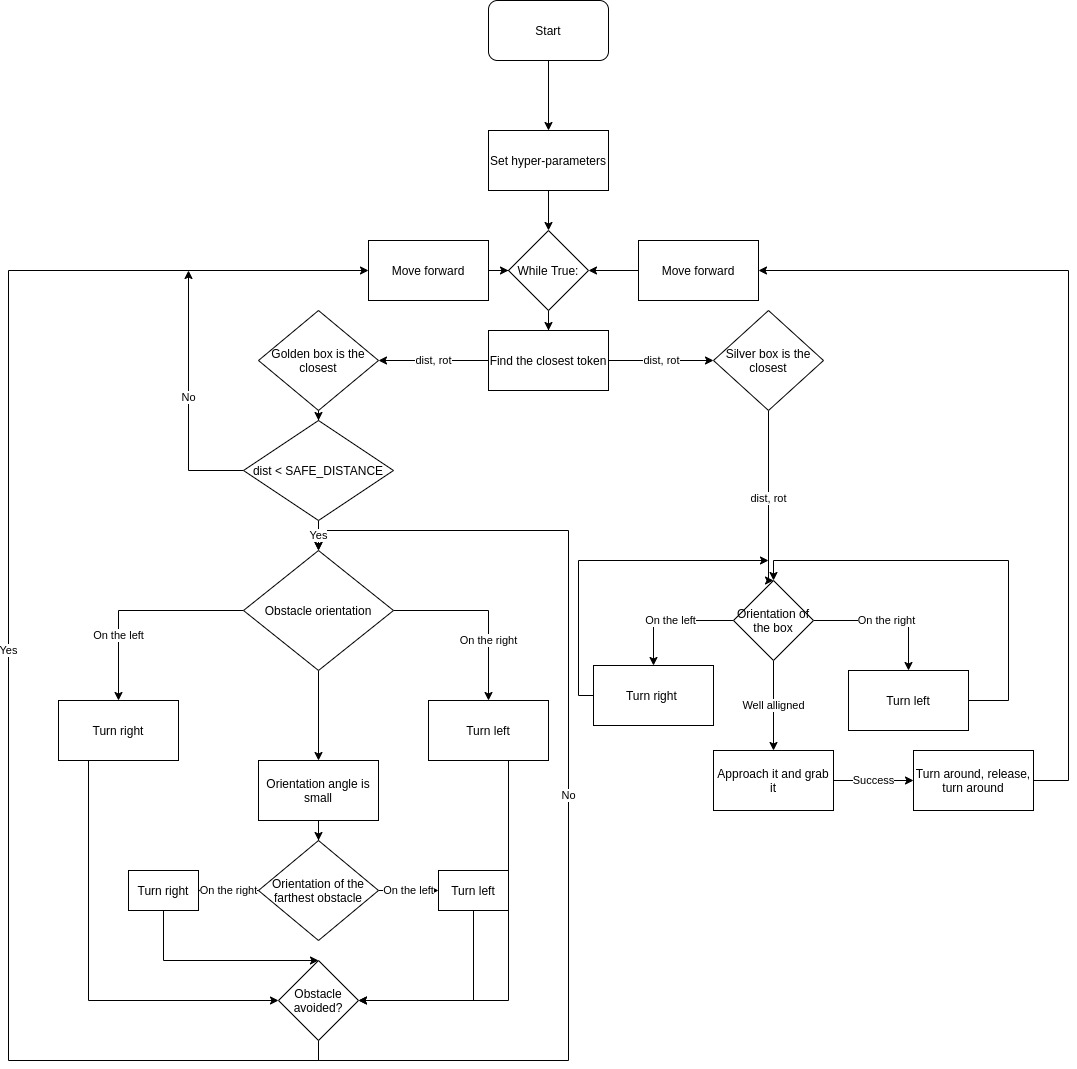 Start
Set hyper-parameters
Move forward
While True:
Move forward
Golden box is the
closest
dist, rot
Find the closest token
dist, rot
Silver box is the
closest
No
dist < SAFE_DISTANCE
dist, rot
Yes
Obstacle orientation
On the left
On the right
Orientation of
the box
On the left
On the right
Yes
Turn right
Turn left
Turn right
Turn left
Well alligned
Orientation angle is
small
No
Approach it and grab
it
Success
Turn around, release,
turn around
Turn right
On the right
Orientation of the
farthest obstacle
On the left
Turn left
Obstacle
avoided?